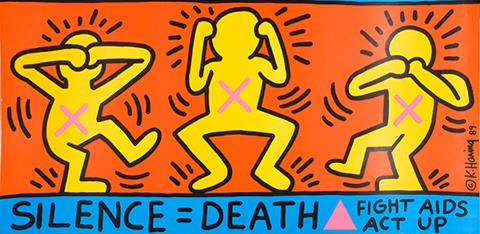 © K. Haring 89
SILENCE = DEATH
FIGHT AIDS
ACT UP